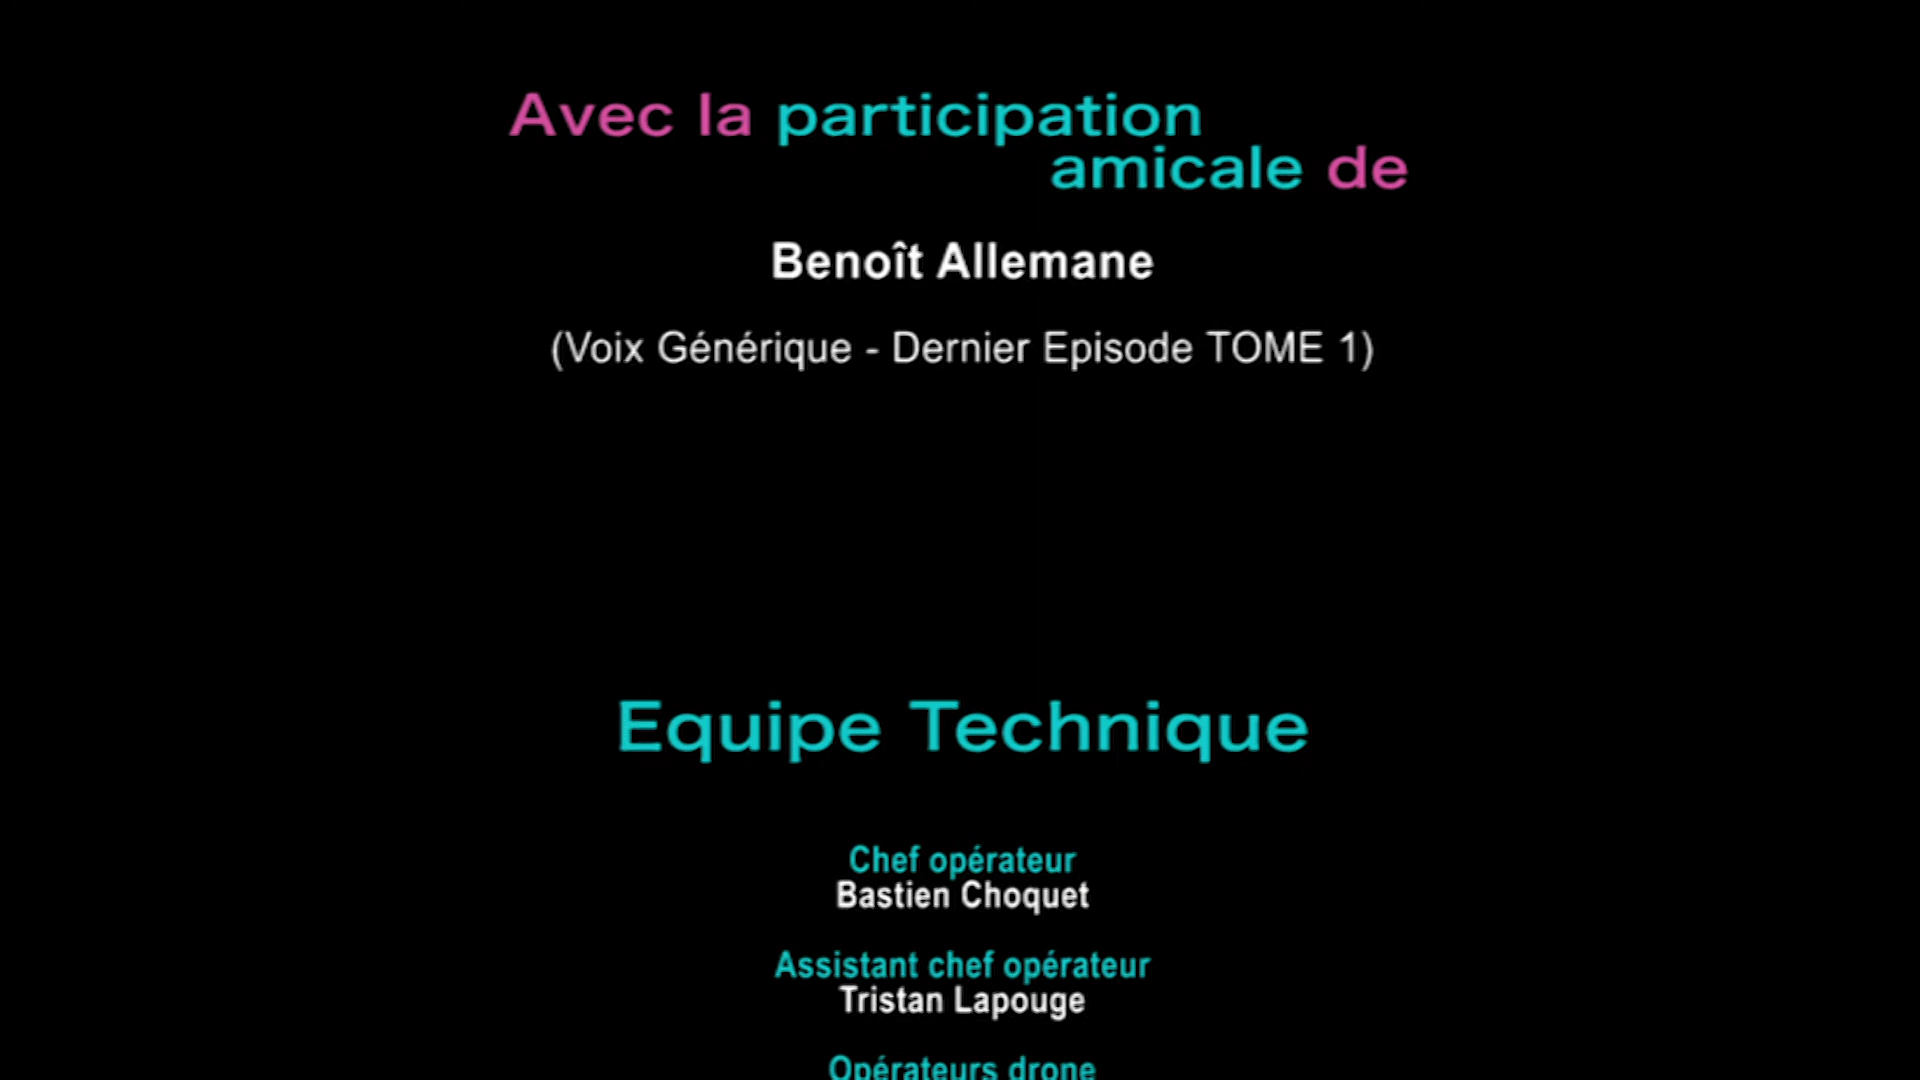 Avec la participation
amicale de
Benoît Allemane
(Voix Générique - Dernier Episode TOME 1)
Equipe Technique
Chef opérateur
Bastien Choquet
Assistant chef opérateur
Tristan Lapouge
Opérateurs drone